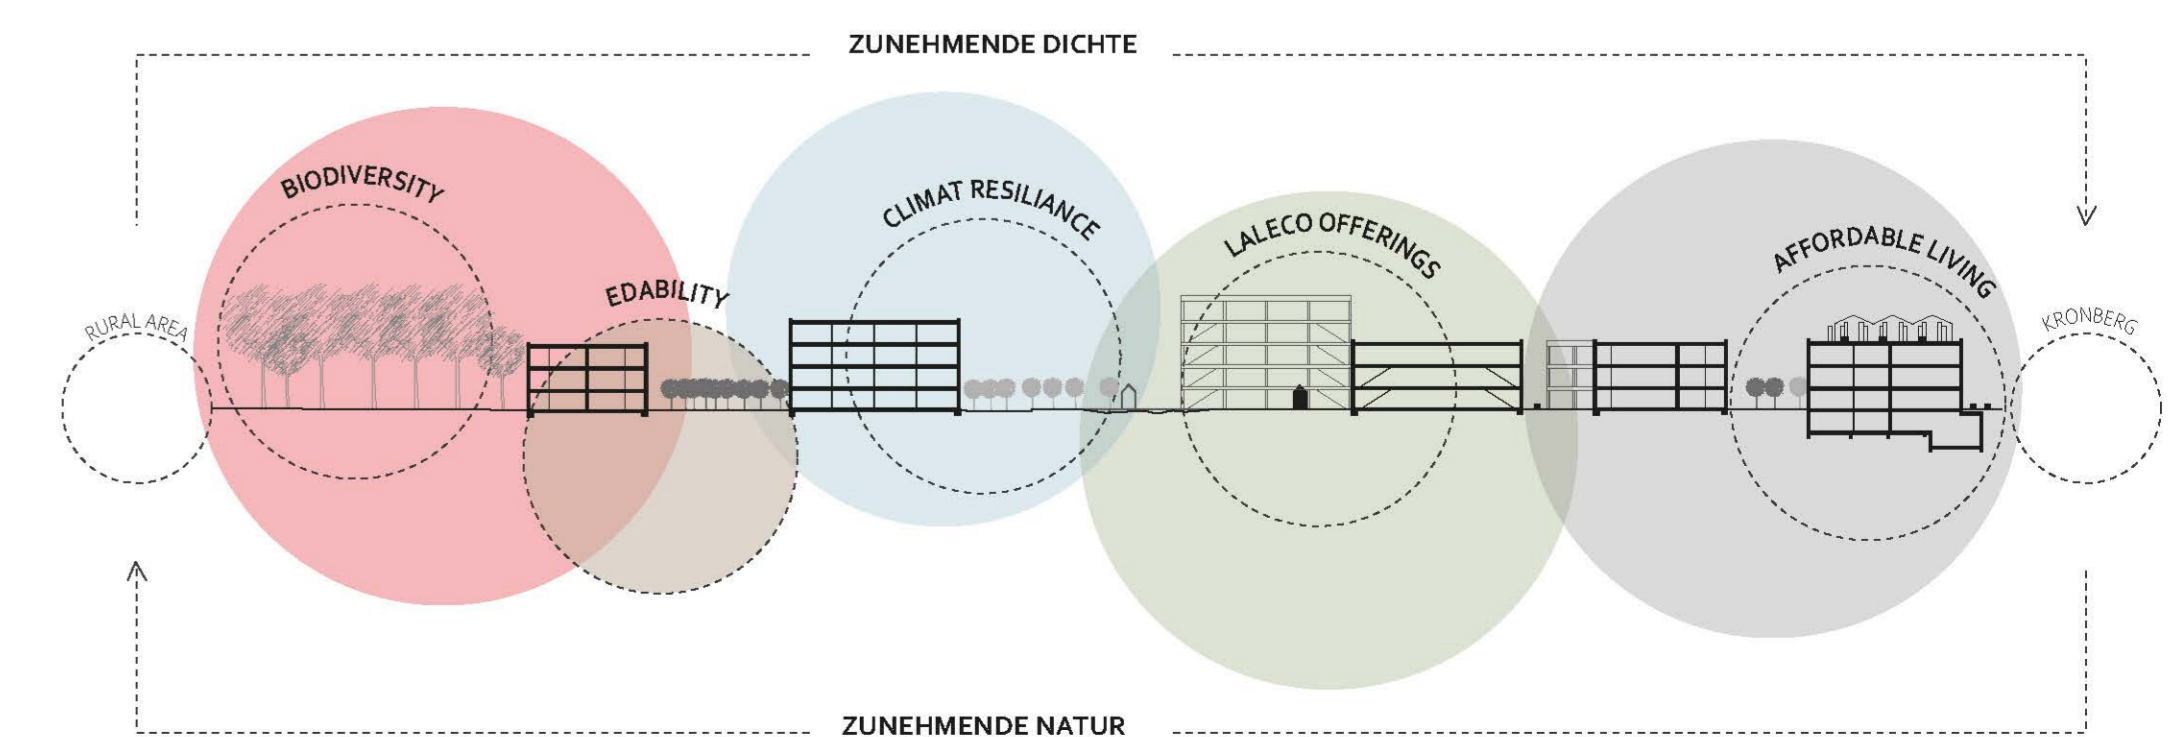 ZUNEHMENDE DICHTE
BIODIVERSITY
CLIMAT RESILIANCE
LALECO OFFERINGS
AFFORDABLE LIVING
EDABILITY
RURAL AREA
KRONBERG
ZUNEHMENDE NATUR